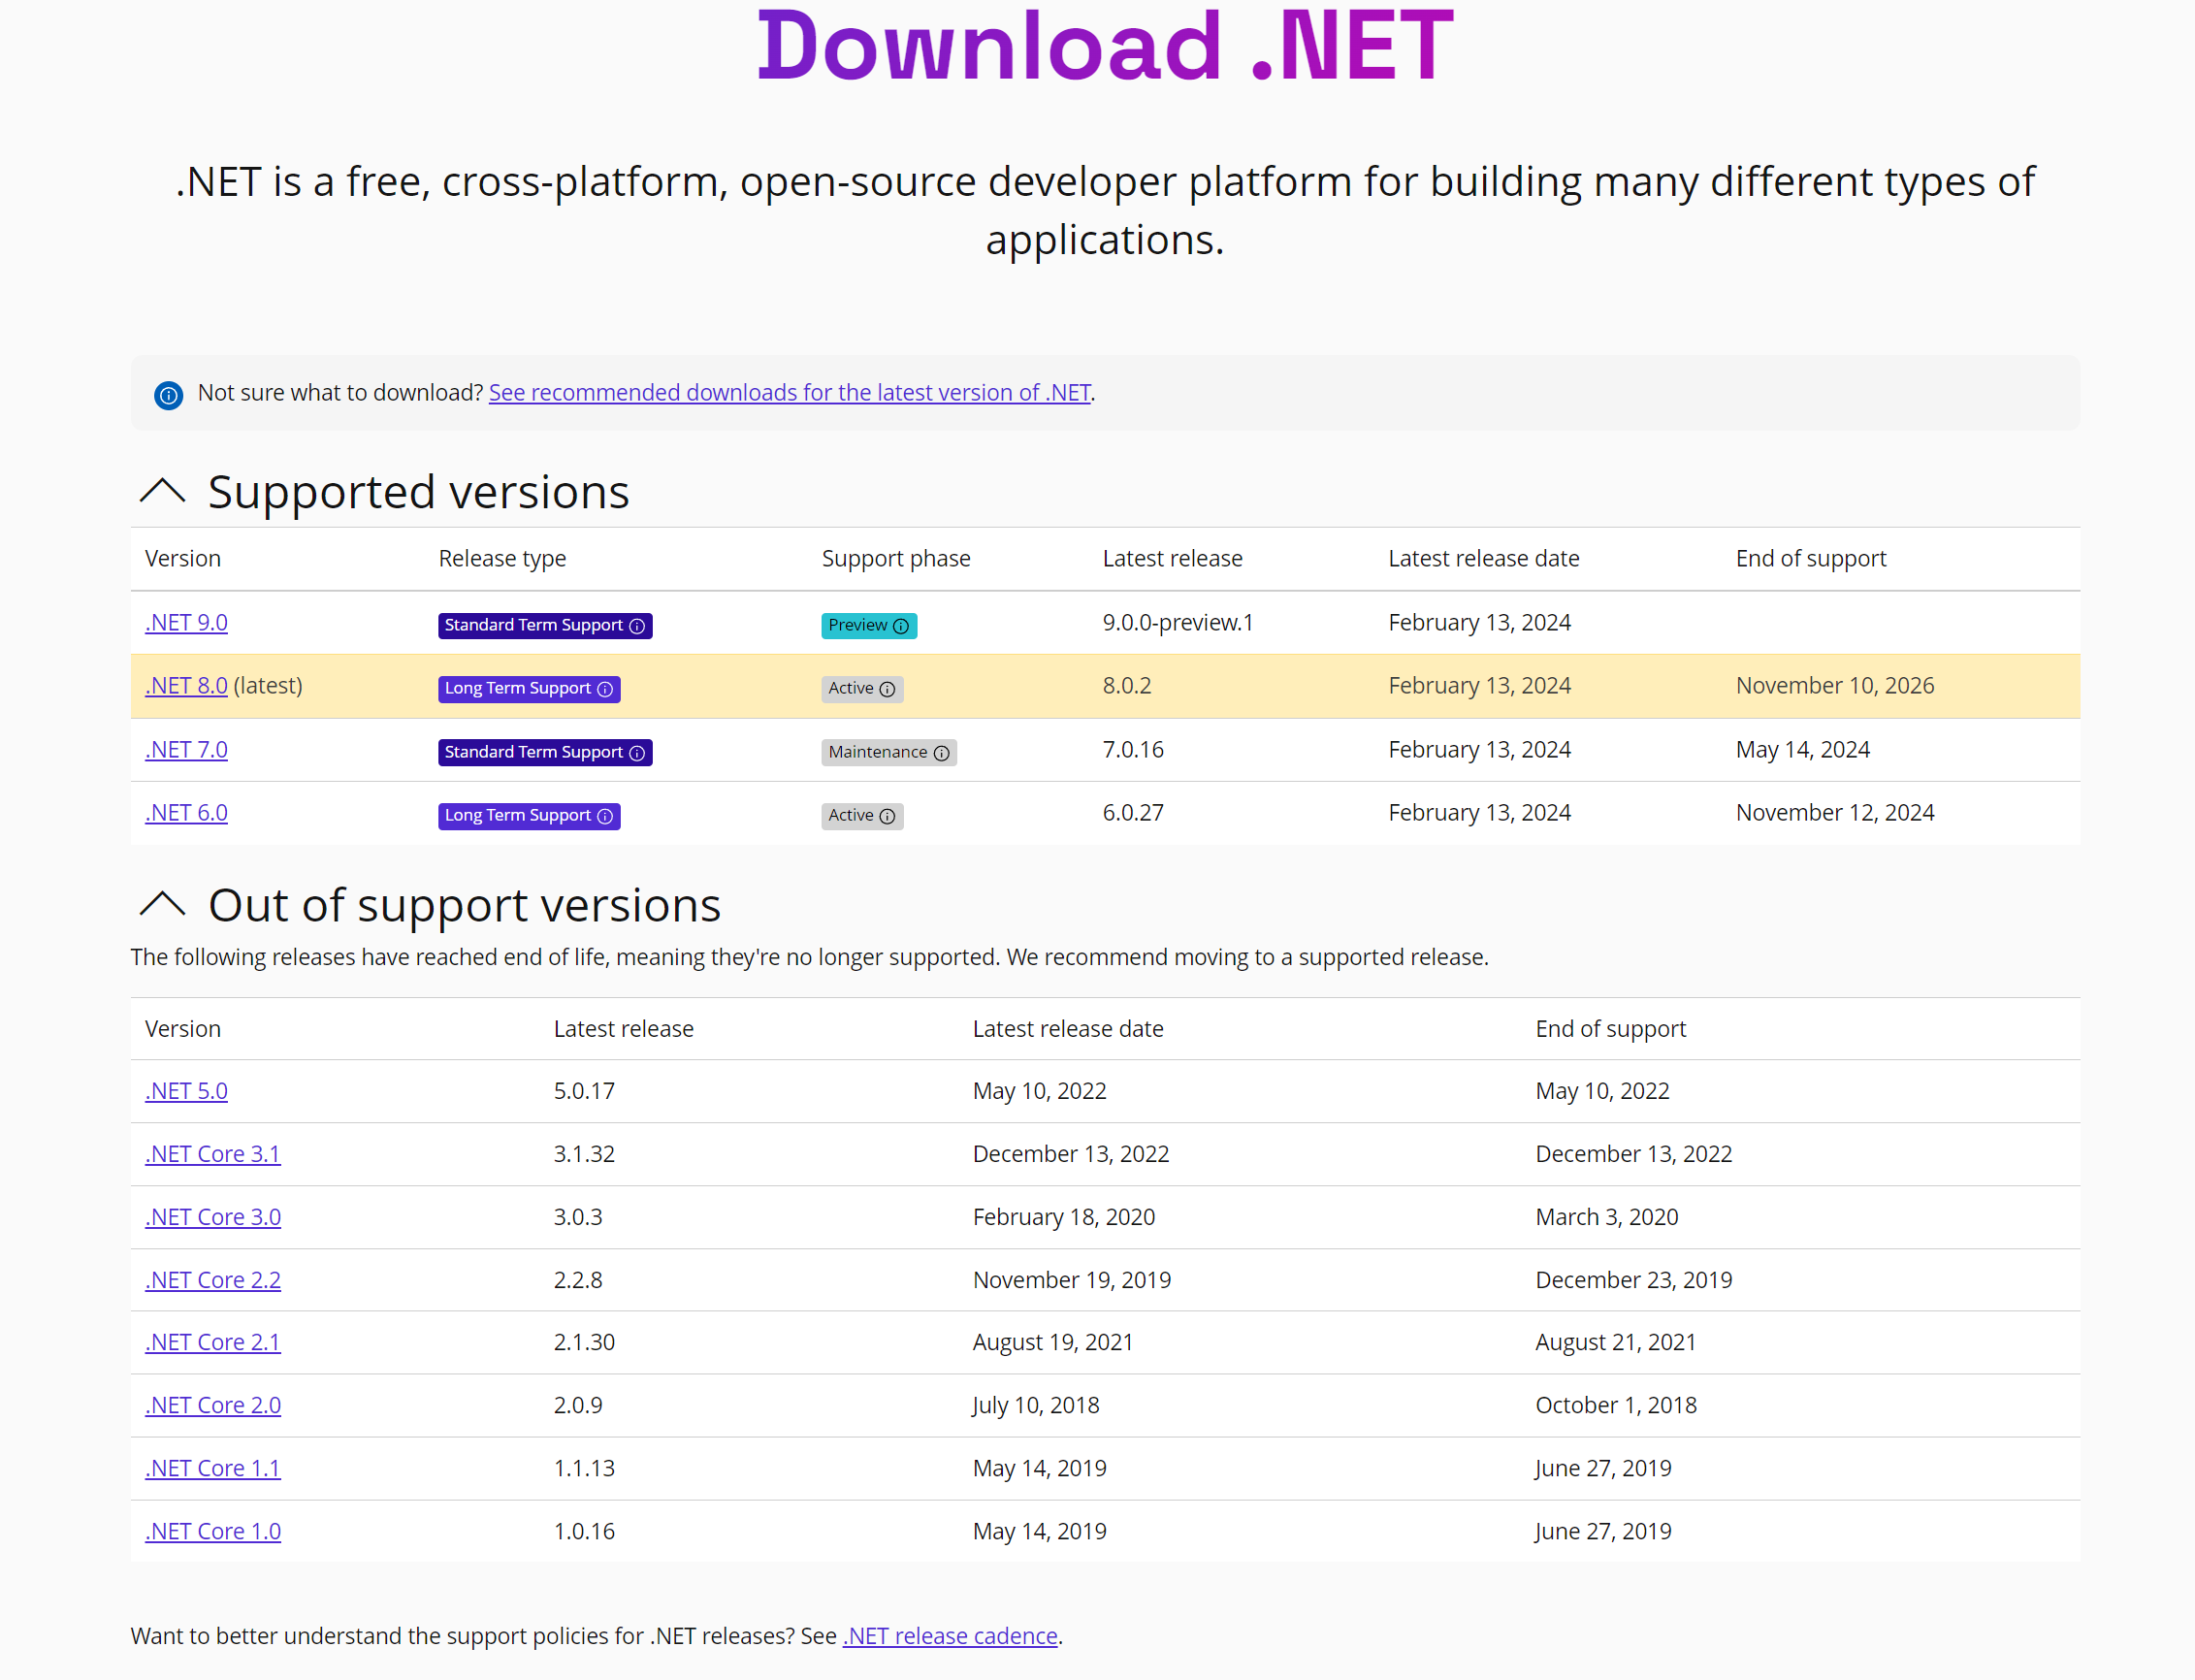 Download .NET
.NET is a free, cross-platform, open-source developer platform for building many different types of
applications.
Not sure what to download? See recommended downloads for the latest version of .NET.
Supported versions
Version Release type Support phase Latest release Latest release date End of support
.NET 9.0 Standard Term Support Preview 9.0.0-preview.1 February 13, 2024
.NET 8.0 (latest) Long Term Support Active 8.0.2 February 13, 2024 November 10, 2026
.NET 7.0 Standard Term Support Maintenance 7.0.16 February 13, 2024 May 14, 2024
.NET 6.0 Long Term Support Active 6.0.27 February 13, 2024 November 12, 2024
Out of support versions
The following releases have reached end of life, meaning they're no longer supported. We recommend moving to a supported release.
Version Latest release Latest release date End of support
.NET 5.0 5.0.17 May 10, 2022 May 10, 2022
.NET Core 3.1 3.1.32 December 13, 2022 December 13, 2022
.NET Core 3.0 3.0.3 February 18, 2020 March 3, 2020
.NET Core 2.2 2.2.8 November 19, 2019 December 23, 2019
.NET Core 2.1 2.1.30 August 19, 2021 August 21, 2021
.NET Core 2.0 2.0.9 July 10, 2018 October 1, 2018
.NET Core 1.1 1.1.13 May 14, 2019 June 27, 2019
.NET Core 1.0 1.0.16 May 14, 2019 June 27, 2019
Want to better understand the support policies for .NET releases? See .NET release cadence.